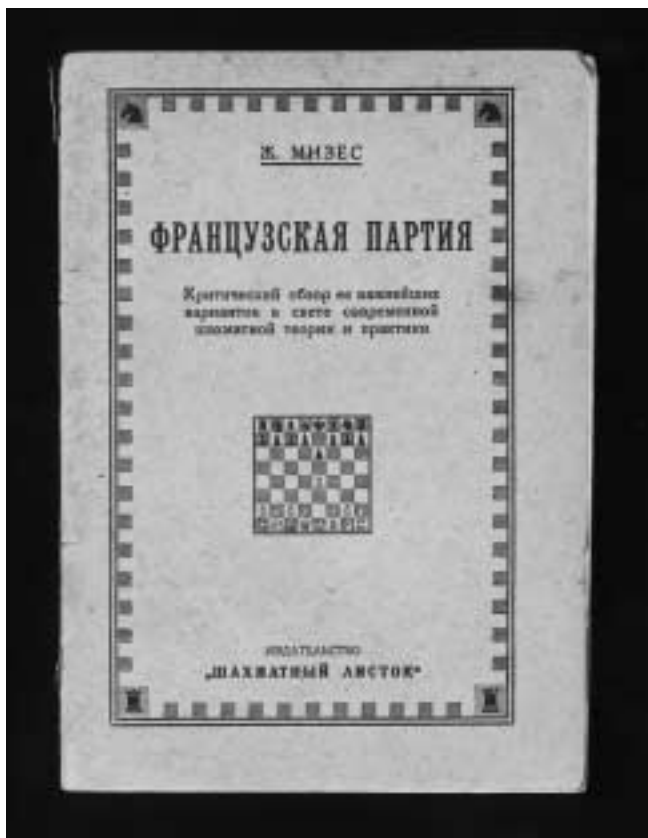 Ж. МИЗЕС
ФРАНЦУЗСКАЯ ПАРТИЯ
Критический обзор ее важнейших
вариантов в свете современной
шахматной теории и практики
ИЗДАТЕЛЬСТВО
„ШАХМАТНЫЙ ЛИСТОК“